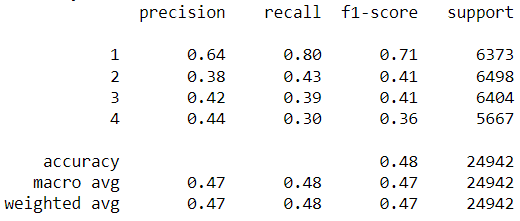 precision recall f1-score support
1 0.64 0.80 0.71 6373
2 0.38 0.43 0.41 6498
3 0.42 0.39 0.41 6404
4 0.44 0.30 0.36 5667
accuracy 0.48 24942
macro avg 0.47 0.48 0.47 24942
weighted avg 0.47 0.48 0.47 24942